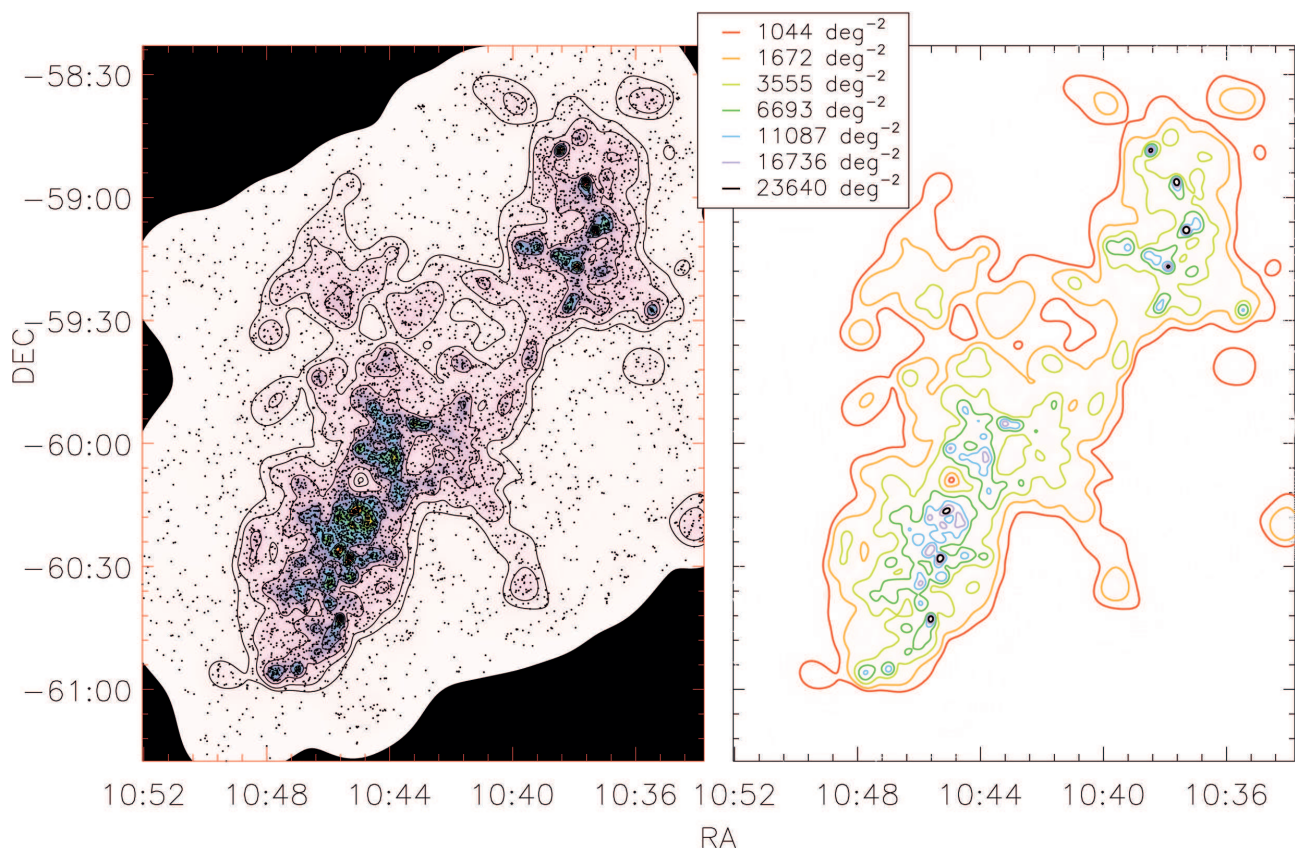 1044 deg⁻²
1672 deg⁻²
3555 deg⁻²
6693 deg⁻²
11087 deg⁻²
16736 deg⁻²
23640 deg⁻²
−58:30
−59:00
−59:30
−60:00
−60:30
−61:00
DEC
10:52 10:48 10:44 10:40 10:36 10:52 10:48 10:44 10:40 10:36
RA